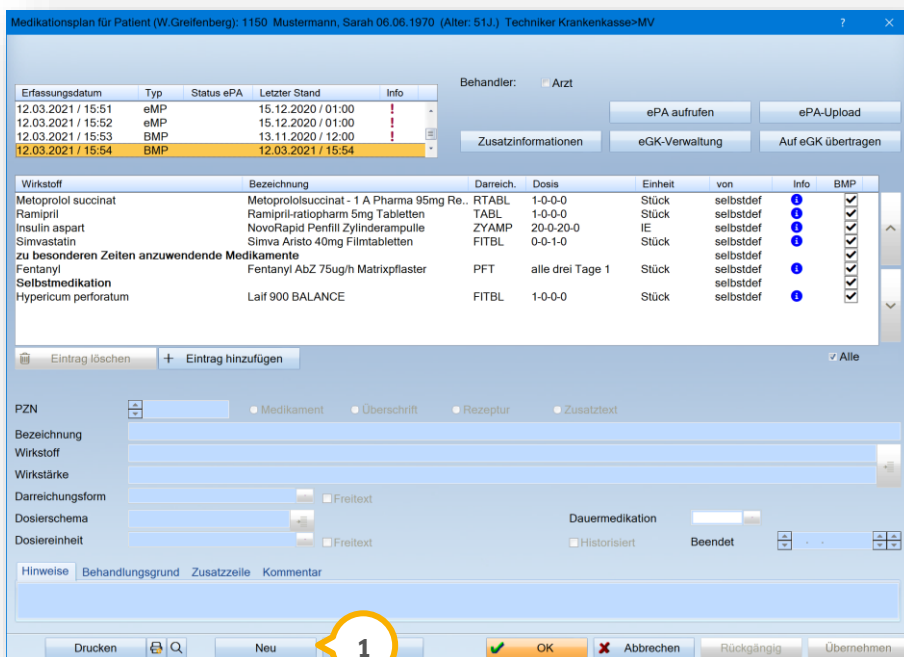 Medikationsplan für Patient (W.Greifenberg): 1150 Mustermann, Sarah 06.06.1970 (Alter: 51J.) Techniker Krankenkasse>MV ? ×
Behandler: Arzt
Erfassungsdatum Typ Status ePA Letzter Stand Info
12.03.2021 / 15:51 eMP 15.12.2020 / 01:00 !
12.03.2021 / 15:52 eMP 15.12.2020 / 01:00 !
12.03.2021 / 15:53 BMP 13.11.2020 / 12:00 !
12.03.2021 / 15:54 BMP 12.03.2021 / 15:54
ePA aufrufen ePA-Upload
Zusatzinformationen eGK-Verwaltung Auf eGK übertragen
Wirkstoff Bezeichnung Darreich. Dosis Einheit von Info BMP
Metoprolol succinat Metoprololsuccinat - 1 A Pharma 95mg Re.. RTABL 1-0-0-0 Stück selbstdef
Ramipril Ramipril-ratiopharm 5mg Tabletten TABL 1-0-0-0 Stück selbstdef
Insulin aspart NovoRapid Penfill Zylinderampulle ZYAMP 20-0-20-0 IE selbstdef
Simvastatin Simva Aristo 40mg Filmtabletten FITBL 0-0-1-0 Stück selbstdef
zu besonderen Zeiten anzuwendende Medikamente selbstdef
Fentanyl Fentanyl AbZ 75ug/h Matrixpflaster PFT alle drei Tage 1 Stück selbstdef
Selbstmedikation selbstdef
Hypericum perforatum Laif 900 BALANCE FITBL 1-0-0-0 Stück selbstdef
Eintrag löschen + Eintrag hinzufügen Alle
PZN Medikament Überschrift Rezeptur Zusatztext
Bezeichnung
Wirkstoff
Wirkstärke
Darreichungsform Freitext
Dosierschema Dauermedikation
Dosiereinheit Freitext Historisiert Beendet . .
Hinweise Behandlungsgrund Zusatzzeile Kommentar
Drucken Neu 1 OK Abbrechen Rückgängig Übernehmen